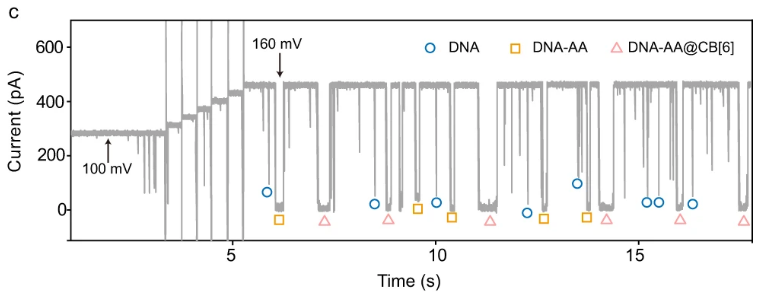 c
160 mV
DNA
DNA-AA
DNA-AA@CB[6]
100 mV
Current (pA)
600
400
200
0
5
10
15
Time (s)